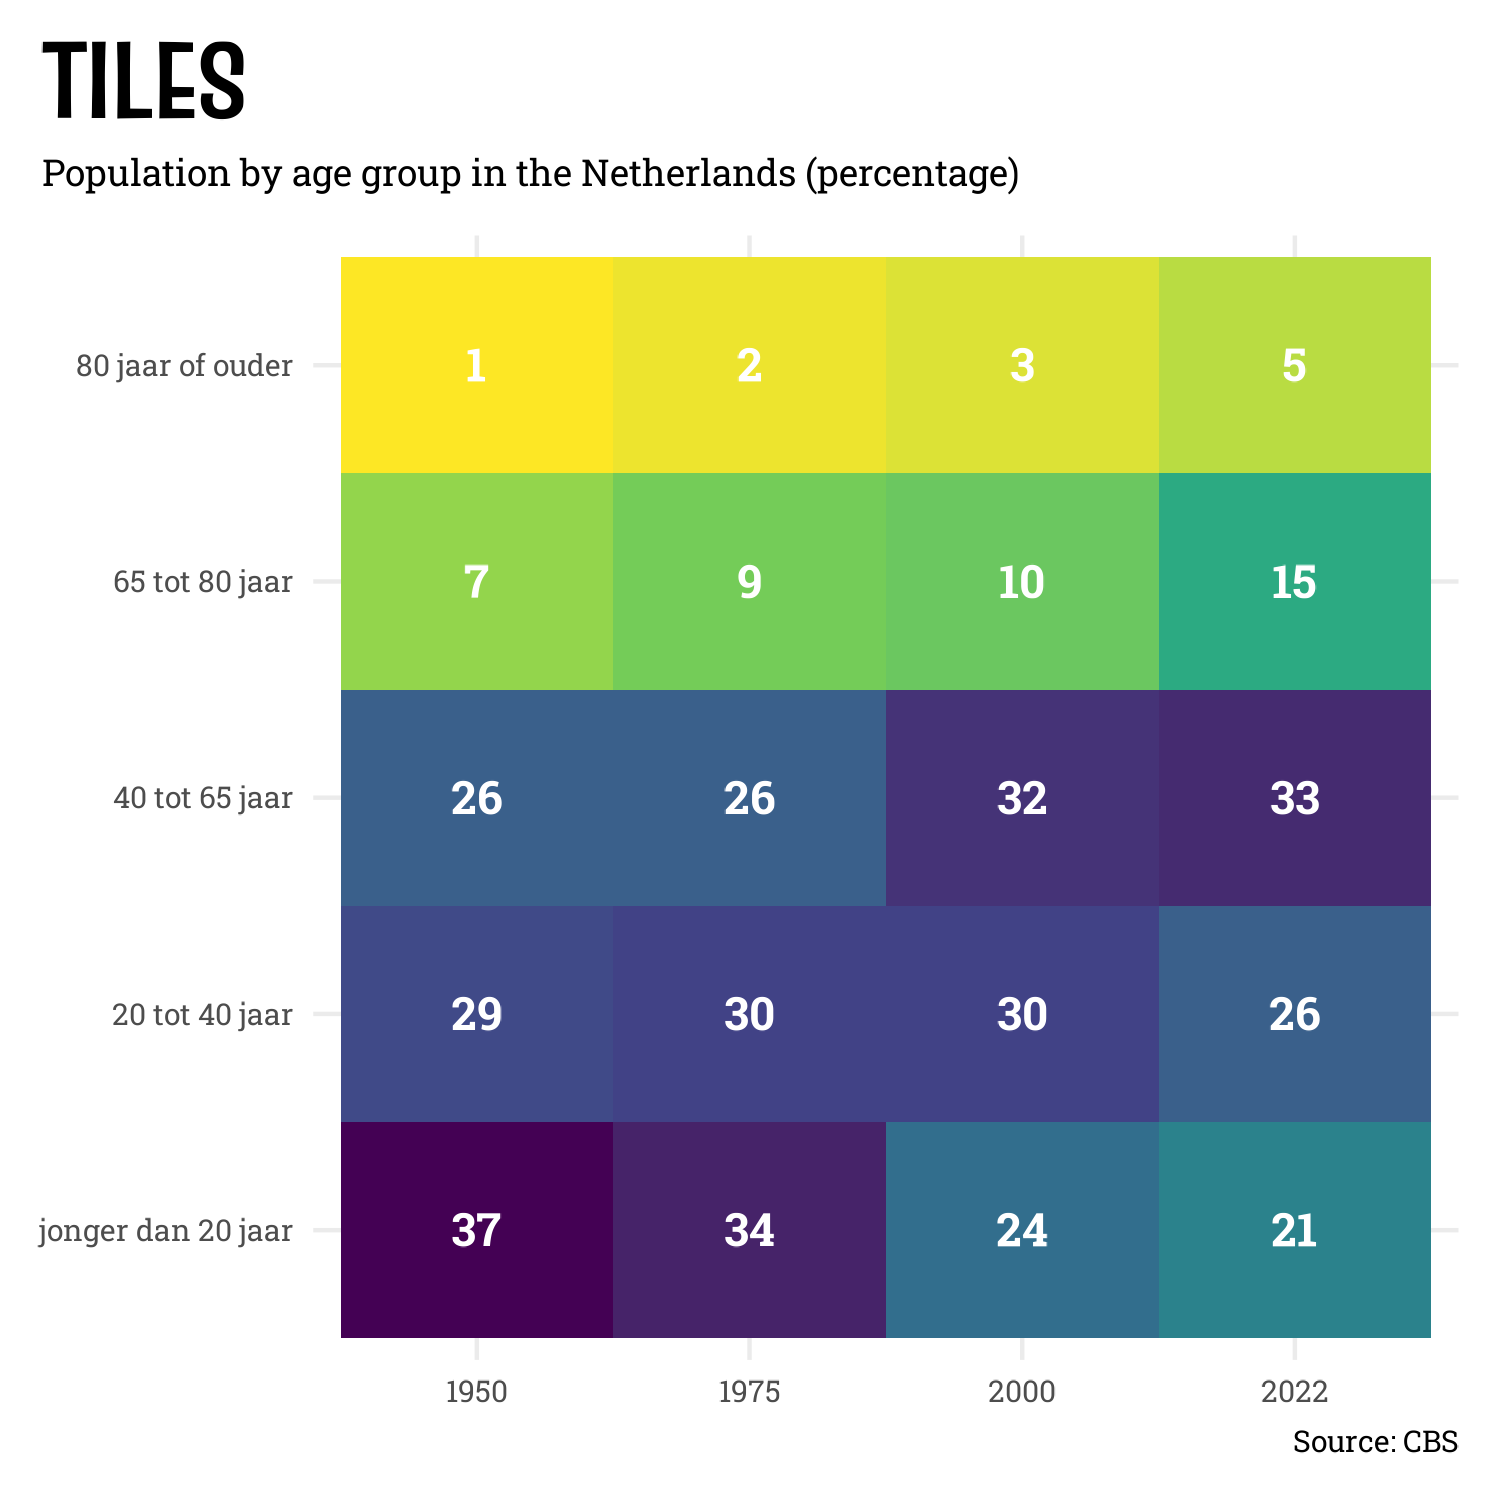 TILES
Population by age group in the Netherlands (percentage)
80 jaar of ouder 1 2 3 5
65 tot 80 jaar 7 9 10 15
40 tot 65 jaar 26 26 32 33
20 tot 40 jaar 29 30 30 26
jonger dan 20 jaar 37 34 24 21
1950 1975 2000 2022
Source: CBS